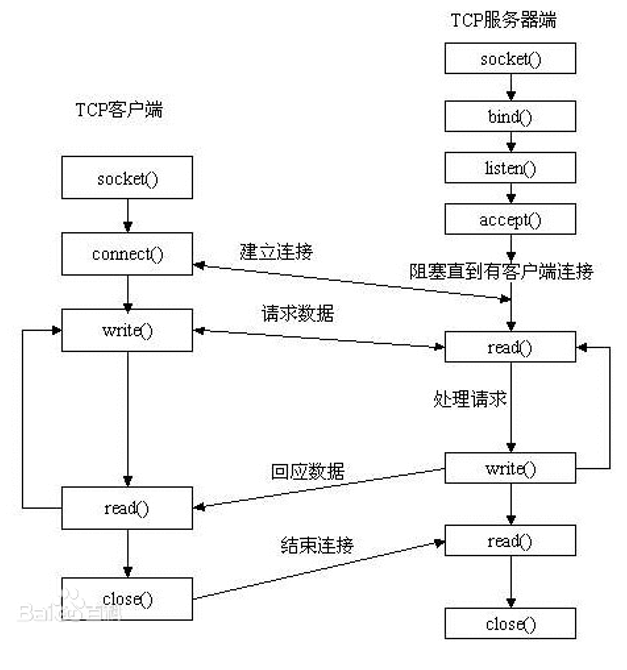 TCP服务器端
socket()
bind()
TCP客户端
listen()
socket()
accept()
connect()
建立连接
阻塞直到有客户端连接
请求数据
write()
read()
处理请求
回应数据
write()
read()
结束连接
read()
close()
Baidu百科
close()